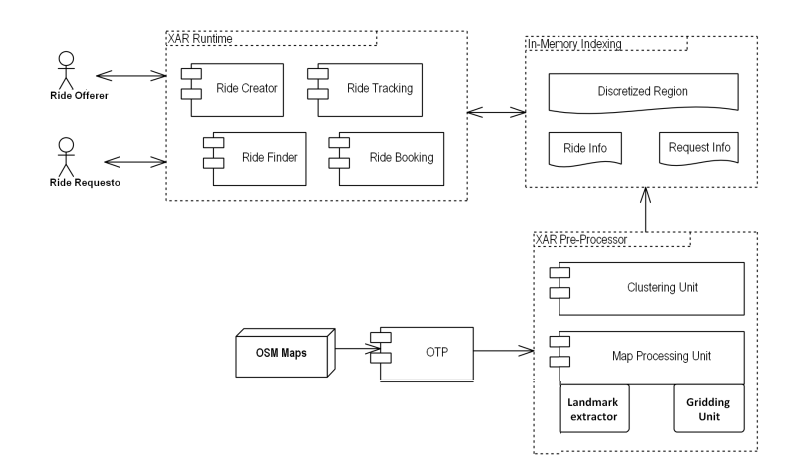 XAR Runtime
In-Memory Indexing
Ride Offerer
Ride Creator
Ride Tracking
Discretized Region
Ride Requesto
Ride Finder
Ride Booking
Ride Info
Request Info
XAR Pre-Processor
Clustering Unit
OSM Maps
OTP
Map Processing Unit
Landmark
extractor
Gridding
Unit